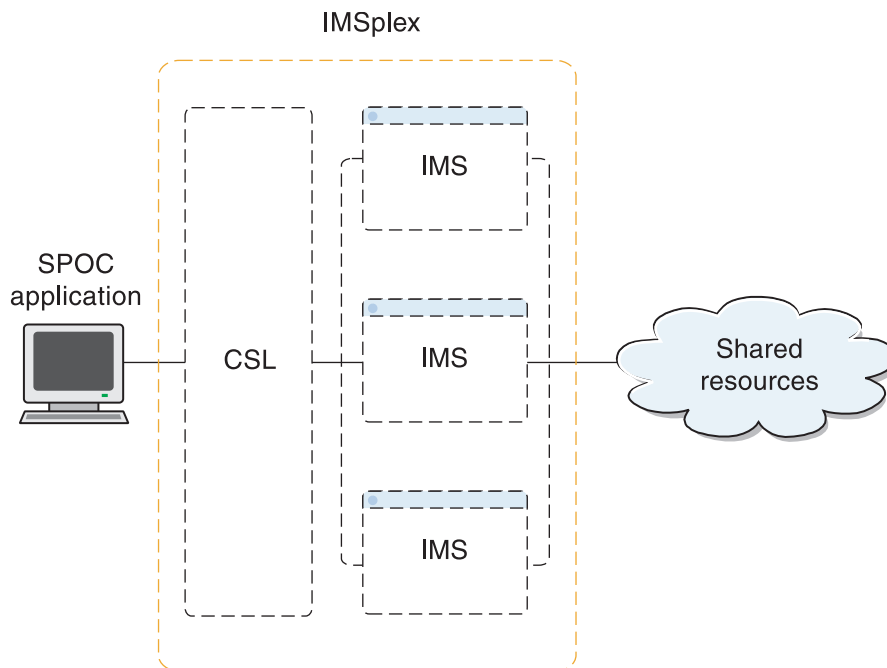 IMSplex
IMS
SPOC
application
CSL
IMS
Shared
resources
IMS